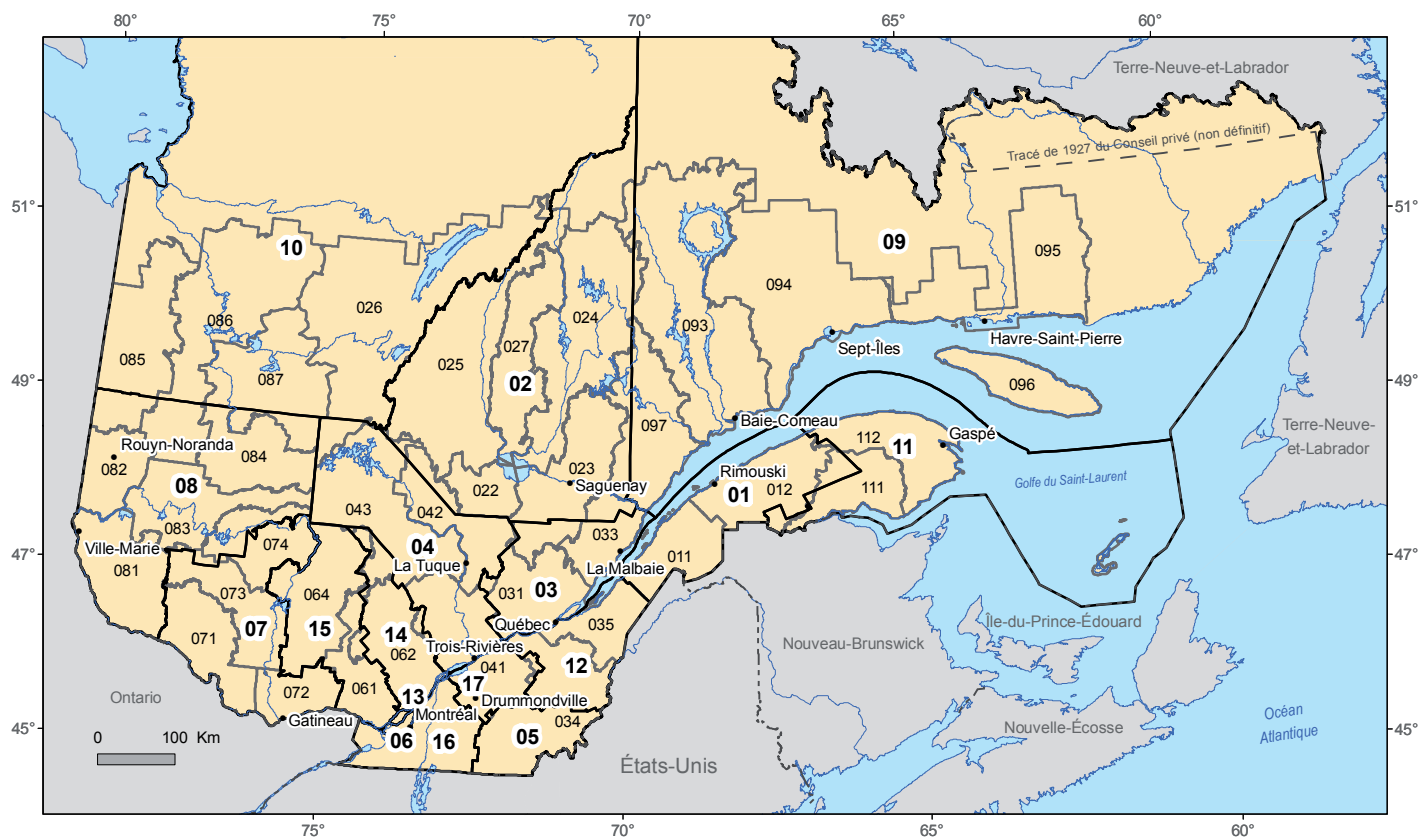 80°
75°
70°
65°
60°
Terre-Neuve-et-Labrador
Tracé de 1927 du Conseil privé (non définitif)
51°
51°
10
09
095
094
026
024
086
093
Havre-Saint-Pierre
027
Sept-Îles
085
025
087
02
49°
49°
096
Baie-Comeau
097
Terre-Neuve-
et-Labrador
Rouyn-Noranda
112
11
Gaspé
084
082
023
Rimouski
Golfe du Saint-Laurent
08
022
Saguenay
01
012
111
043
042
083
033
Ville-Marie
47°
074
04
011
47°
081
La Tuque
La Malbaie
073
064
031
03
Québec
035
Île-du-Prince-Édouard
071
07
15
14
062
Trois-Rivières
Nouveau-Brunswick
041
12
061
17
Ontario
072
13
Drummondville
Gatineau
Montréal
034
Océan
Atlantique
45°
06
16
05
Nouvelle-Écosse
45°
0
100
Km
États-Unis
75°
70°
65°
60°